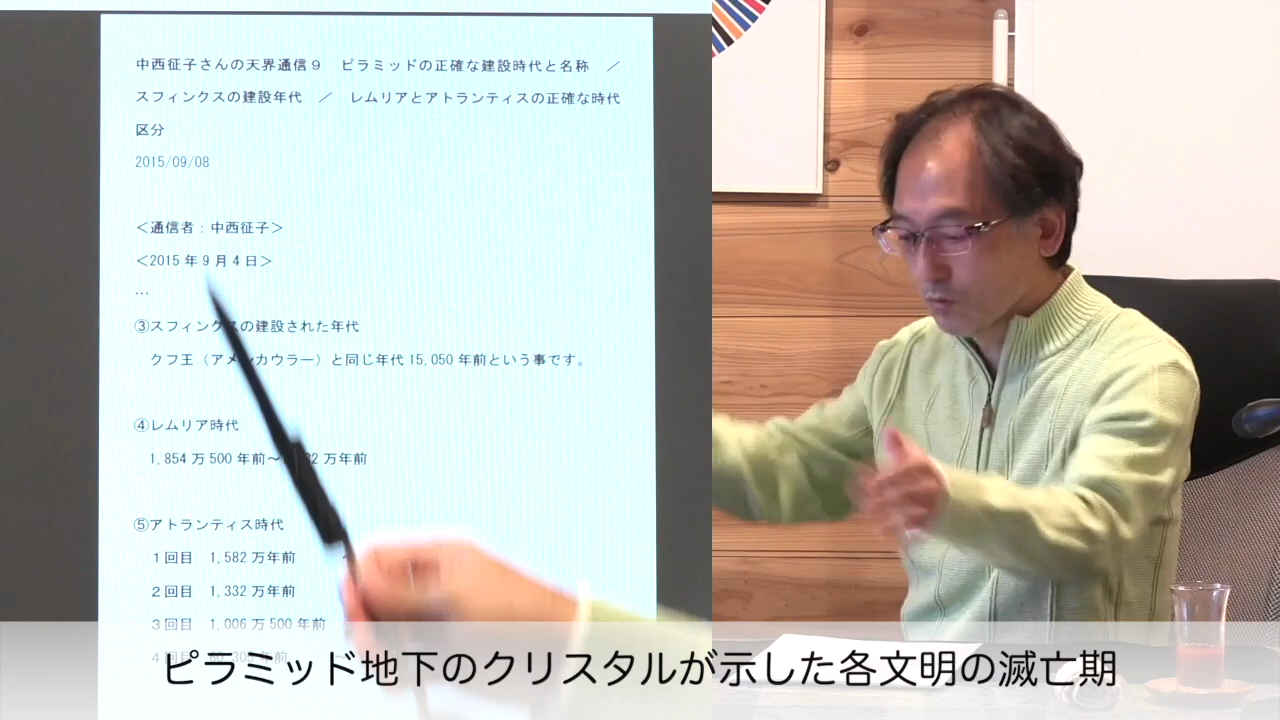 中西征子さんの天界通信９　ピラミッドの正確な建設時代と名称　／
スフィンクスの建設年代　／　レムリアとアトランティスの正確な時代
区分
2015/09/08
＜通信者：中西征子＞
＜2015年9月4日＞
…
③スフィンクスの建設された年代
クフ王（アメンカウラー）と同じ年代15,050年前という事です。
④レムリア時代
1,854万500年前～ 万年前
⑤アトランティス時代
１回目　1,582万年前　～
２回目　1,332万年前
３回目　1,006万500年前
４回目
ピラミッド地下のクリスタルが示した各文明の滅亡期